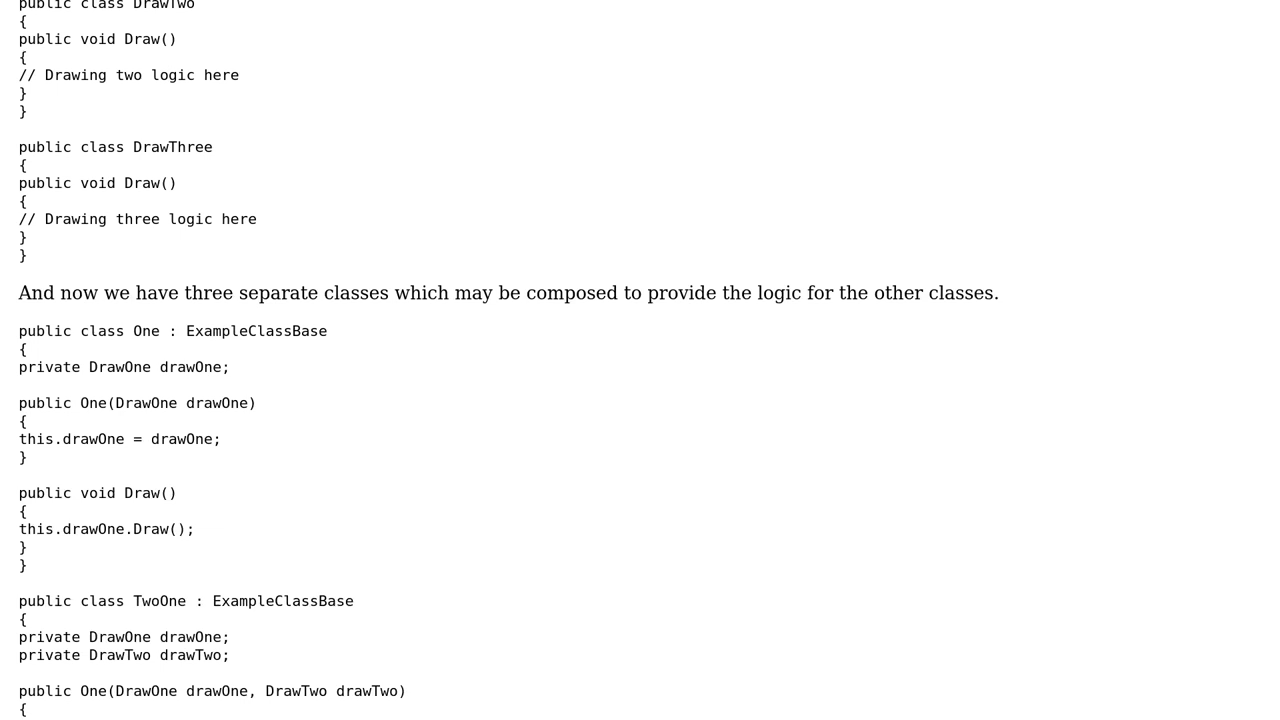 public class DrawTwo
{
public void Draw()
{
// Drawing two logic here
}
}
public class DrawThree
{
public void Draw()
{
// Drawing three logic here
}
}
And now we have three separate classes which may be composed to provide the logic for the other classes.
public class One : ExampleClassBase
{
private DrawOne drawOne;
public One(DrawOne drawOne)
{
this.drawOne = drawOne;
}
public void Draw()
{
this.drawOne.Draw();
}
}
public class TwoOne : ExampleClassBase
{
private DrawOne drawOne;
private DrawTwo drawTwo;
public One(DrawOne drawOne, DrawTwo drawTwo)
{